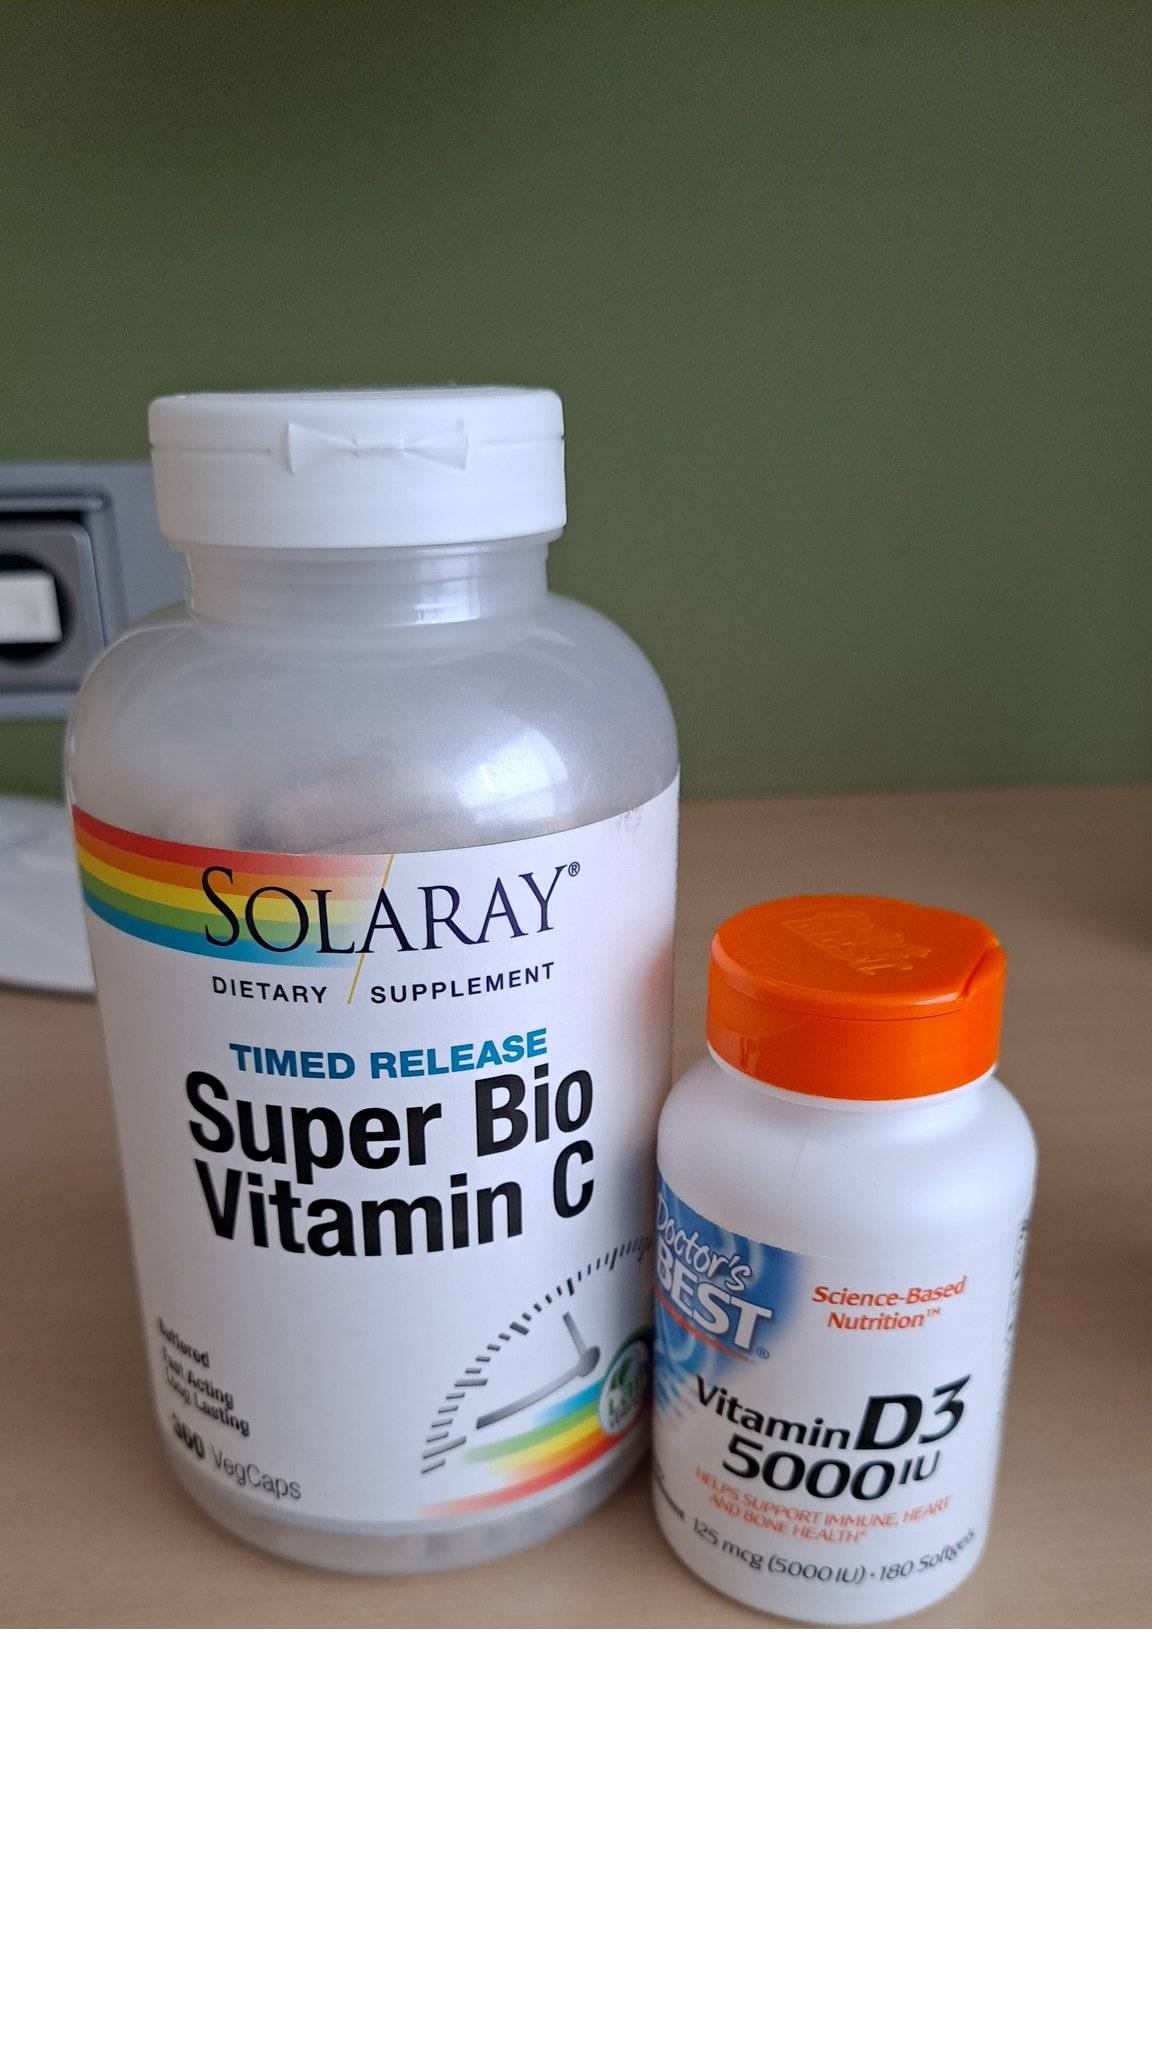 SOLARAY®
DIETARY / SUPPLEMENT
TIMED RELEASE
Super Bio
Vitamin C
Buffered
Fast Acting
Long Lasting
360 VegCaps
Doctor's
BEST®
Science-Based
Nutrition™
Vitamin D3
5000 IU
HELPS SUPPORT IMMUNE, HEART
AND BONE HEALTH*
125 mcg (5000 IU) • 180 Softgels